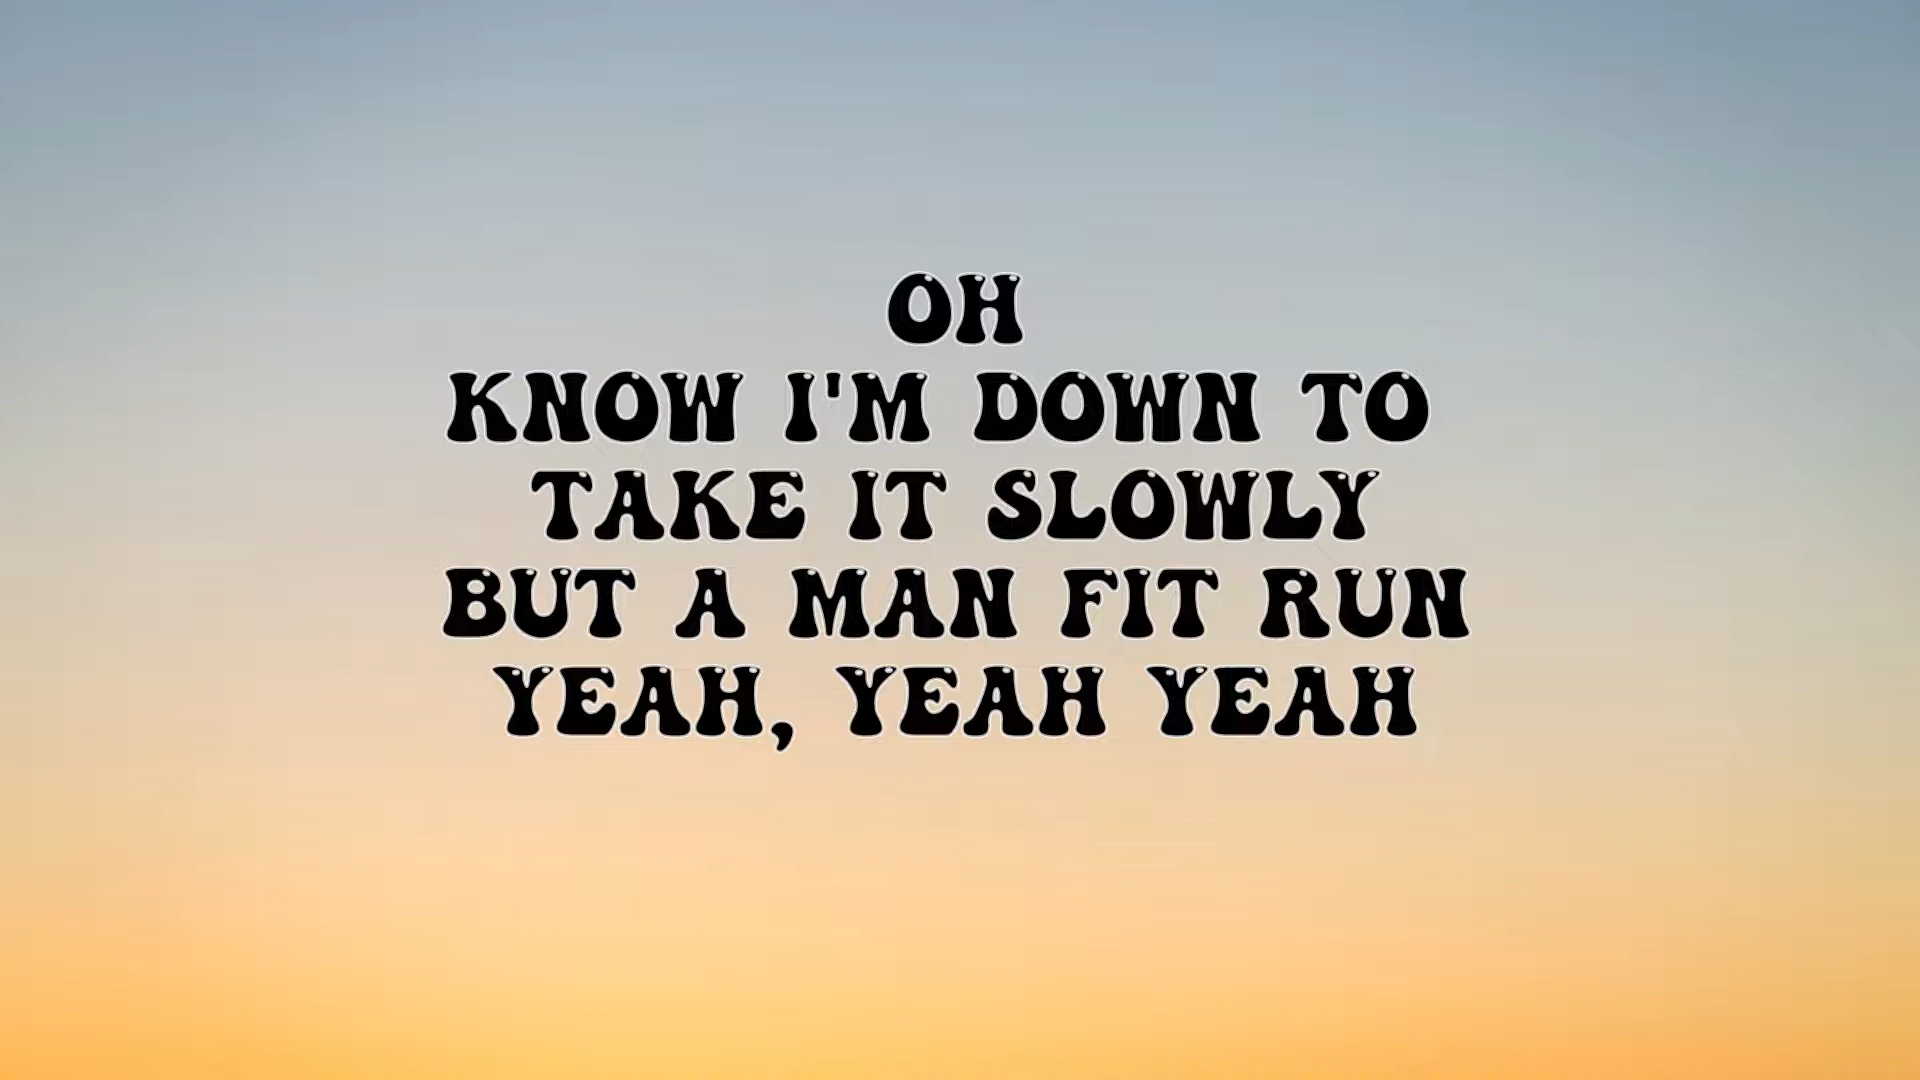 OH
KNOW I'M DOWN TO
TAKE IT SLOWLY
BUT A MAN FIT RUN
YEAH, YEAH YEAH